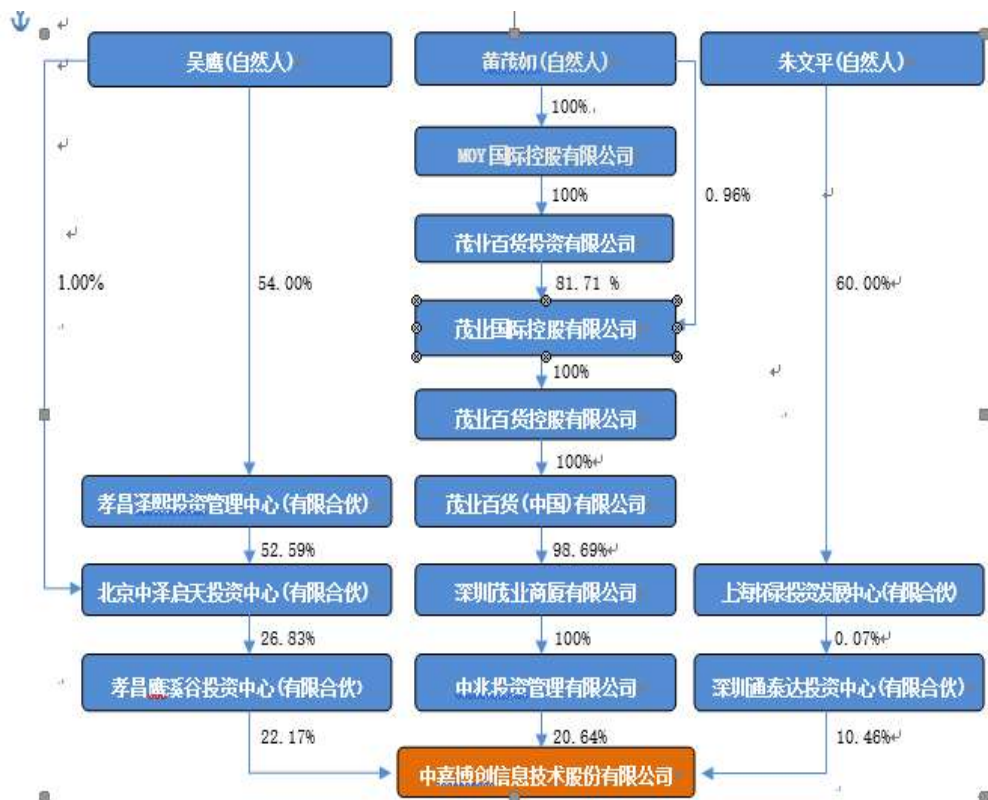 吴鹰(自然人)
苗茂如(自然人)
朱文平(自然人)
100%
MOY国际控股有限公司
100%
0.96%
茂业百货投资有限公司
1.00%
54.00%
81.71 %
60.00%
茂业国际控股有限公司
100%
茂业百货控股有限公司
100%
孝昌泽熙投资管理中心(有限合伙)
茂业百货(中国)有限公司
52.59%
98.69%
北京中泽启天投资中心(有限合伙)
深圳茂业商厦有限公司
上海柘泉投资发展中心(有限合伙)
26.83%
100%
0.07%
孝昌鹰溪谷投资中心(有限合伙)
中兆投资管理有限公司
深圳通泰达投资中心(有限合伙)
22.17%
20.64%
10.46%
中嘉博创信息技术股份有限公司